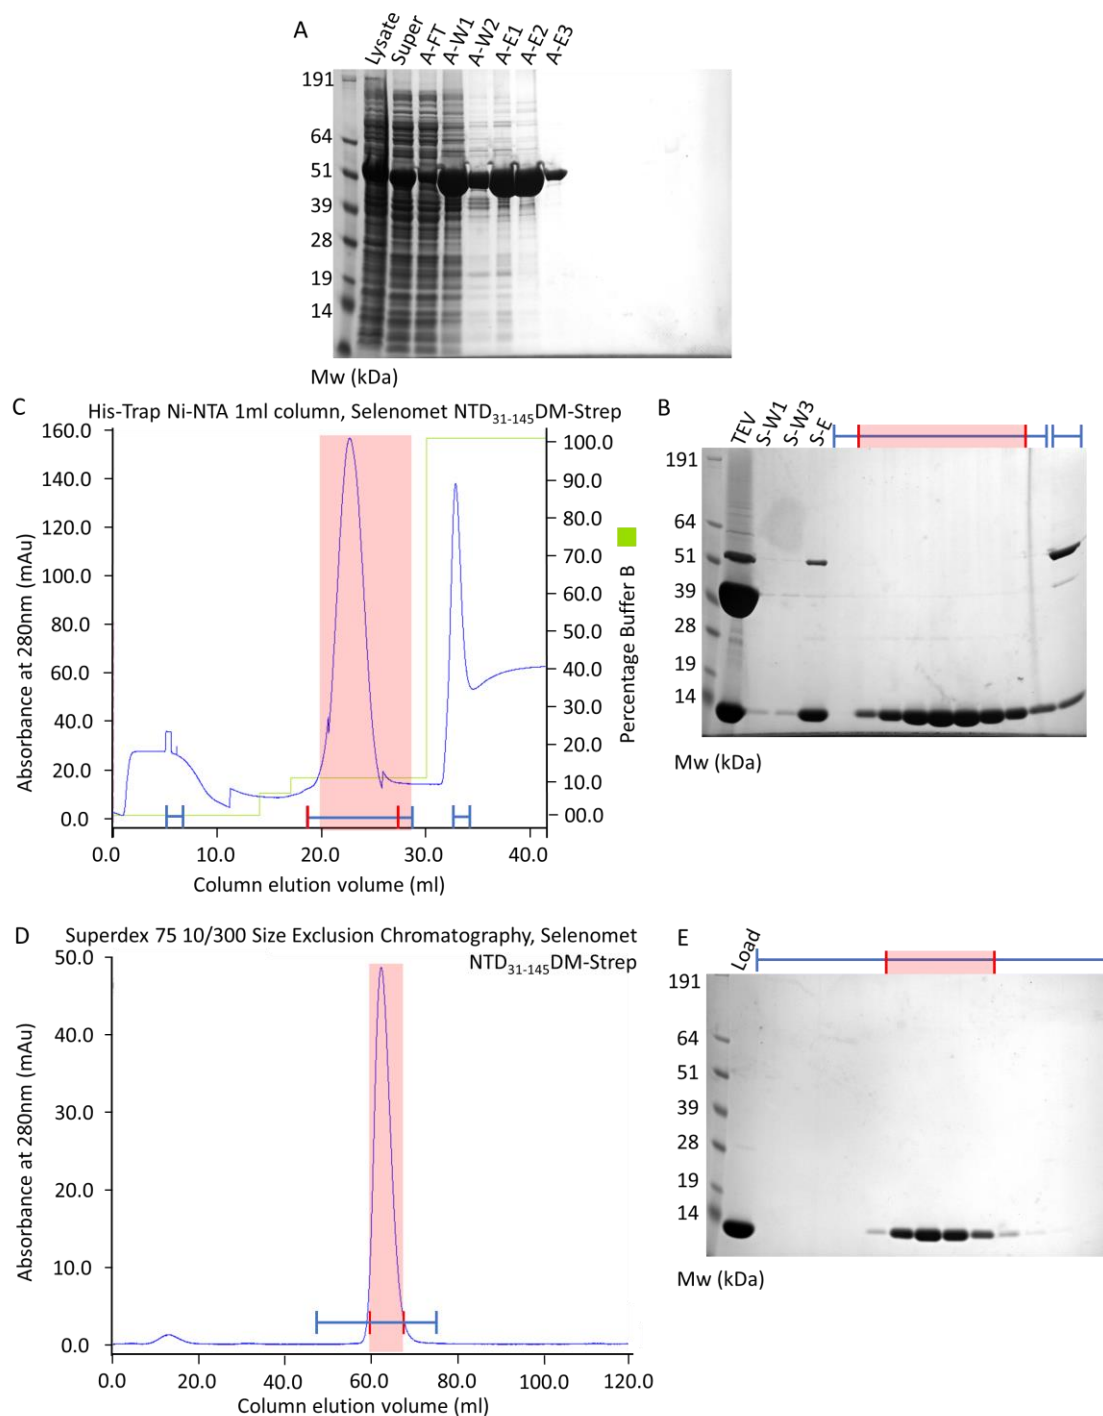 A
Lysate
Super
A-FT
A-W1
A-W2
A-E1
A-E2
A-E3
191
64
51
39
28
19
14
Mw (kDa)
C
His-Trap Ni-NTA 1ml column, Selenomet NTD31-145DM-Strep
Absorbance at 280nm (mAu)
160.0
140.0
120.0
100.0
80.0
60.0
40.0
20.0
0.0
100.0
90.0
80.0
70.0
60.0
50.0
40.0
30.0
20.0
10.0
00.0
Percentage Buffer B
0.0 10.0 20.0 30.0 40.0
Column elution volume (ml)
B
TEV
S-W1
S-W3
S-E
191
64
51
39
28
19
14
Mw (kDa)
D
Superdex 75 10/300 Size Exclusion Chromatography, Selenomet
NTD31-145DM-Strep
Absorbance at 280nm (mAu)
50.0
40.0
30.0
20.0
10.0
0.0
0.0 20.0 40.0 60.0 80.0 100.0 120.0
Column elution volume (ml)
E
Load
191
64
51
39
28
19
14
Mw (kDa)